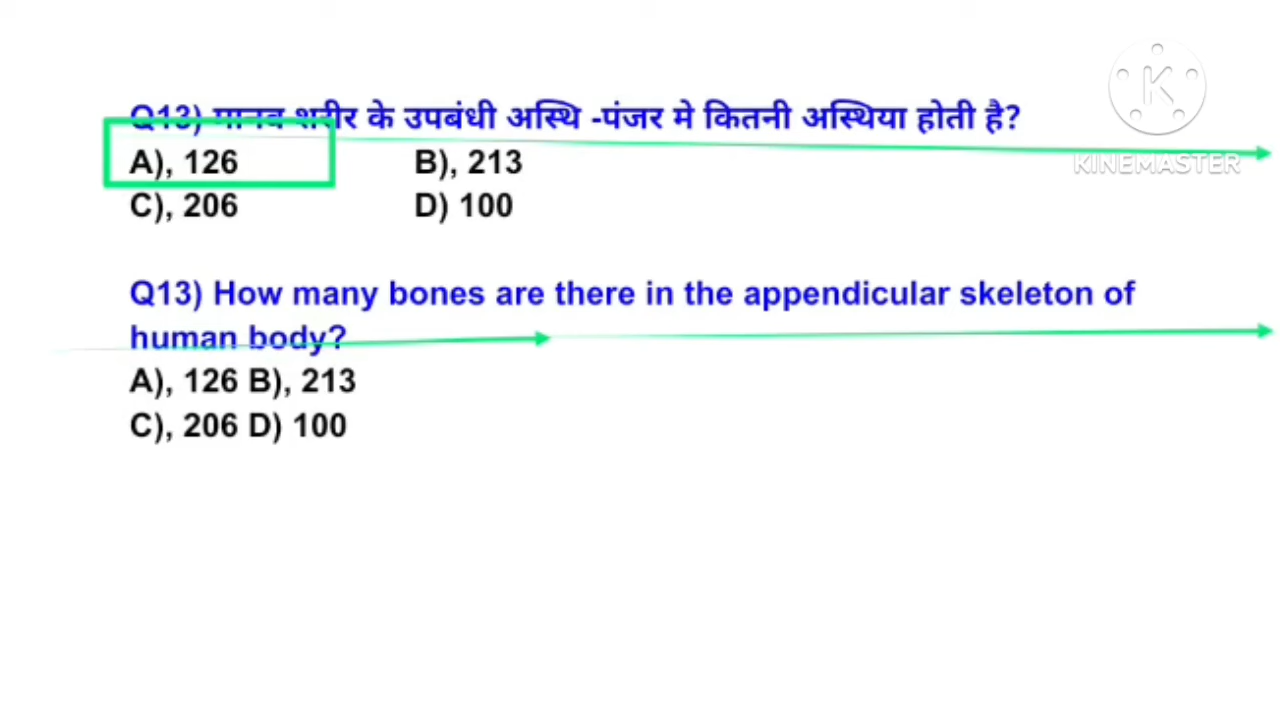 Q13) मानव शरीर के उपबंधी अस्थि -पंजर मे कितनी अस्थिया होती है?
A), 126 B), 213
C), 206 D) 100
Q13) How many bones are there in the appendicular skeleton of
human body?
A), 126 B), 213
C), 206 D) 100
K
KINEMASTER